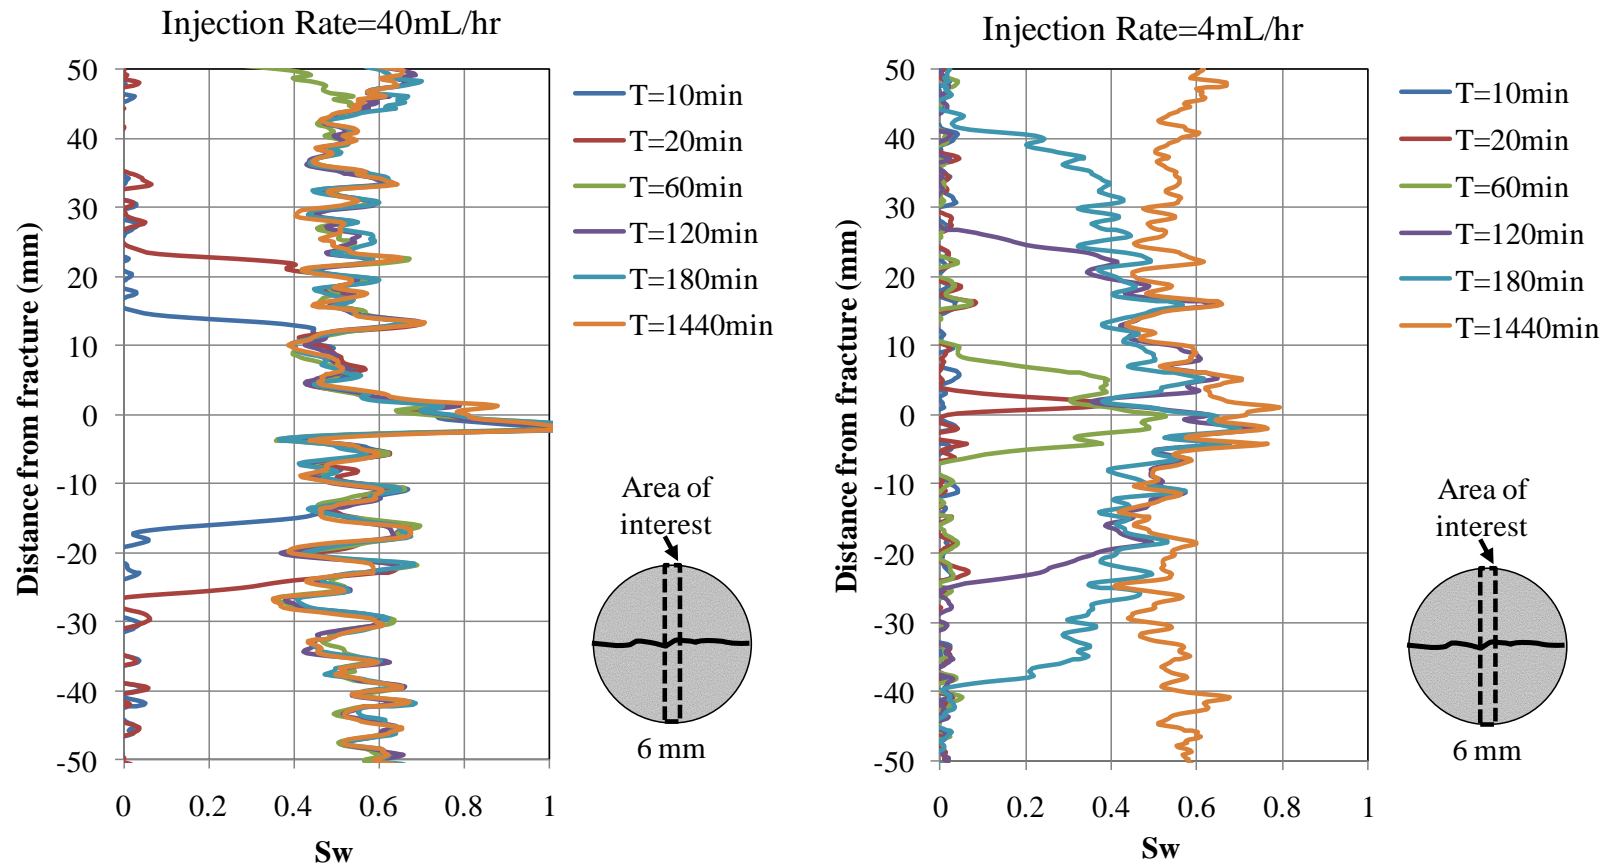 Injection Rate=40mL/hr
Distance from fracture (mm)
50
40
30
20
10
0
-10
-20
-30
-40
-50
0
0.2
0.4
0.6
0.8
1
Sw
T=10min
T=20min
T=60min
T=120min
T=180min
T=1440min
Area of
interest
6 mm
Injection Rate=4mL/hr
Distance from fracture (mm)
50
40
30
20
10
0
-10
-20
-30
-40
-50
0
0.2
0.4
0.6
0.8
1
Sw
T=10min
T=20min
T=60min
T=120min
T=180min
T=1440min
Area of
interest
6 mm